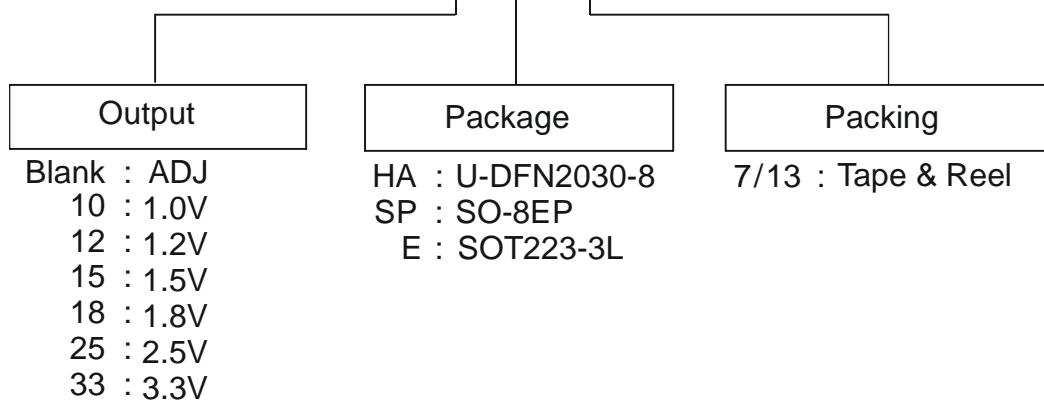 Output
Blank : ADJ
10 : 1.0V
12 : 1.2V
15 : 1.5V
18 : 1.8V
25 : 2.5V
33 : 3.3V
Package
HA : U-DFN2030-8
SP : SO-8EP
E : SOT223-3L
Packing
7/13 : Tape & Reel